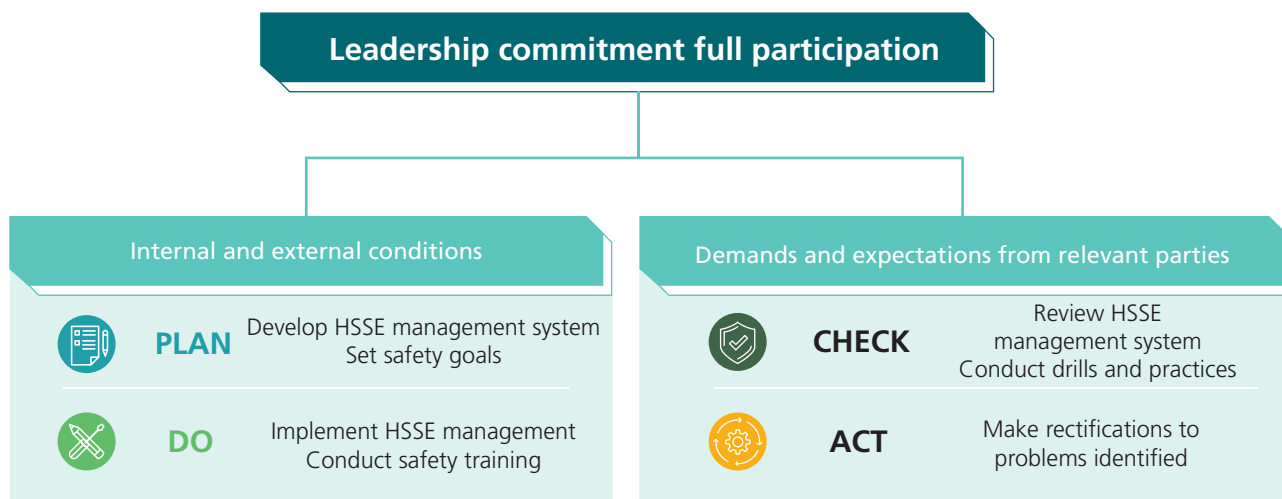 Leadership commitment full participation
Internal and external conditions
PLAN
Develop HSSE management system
Set safety goals
DO
Implement HSSE management
Conduct safety training
Demands and expectations from relevant parties
CHECK
Review HSSE
management system
Conduct drills and practices
ACT
Make rectifications to
problems identified